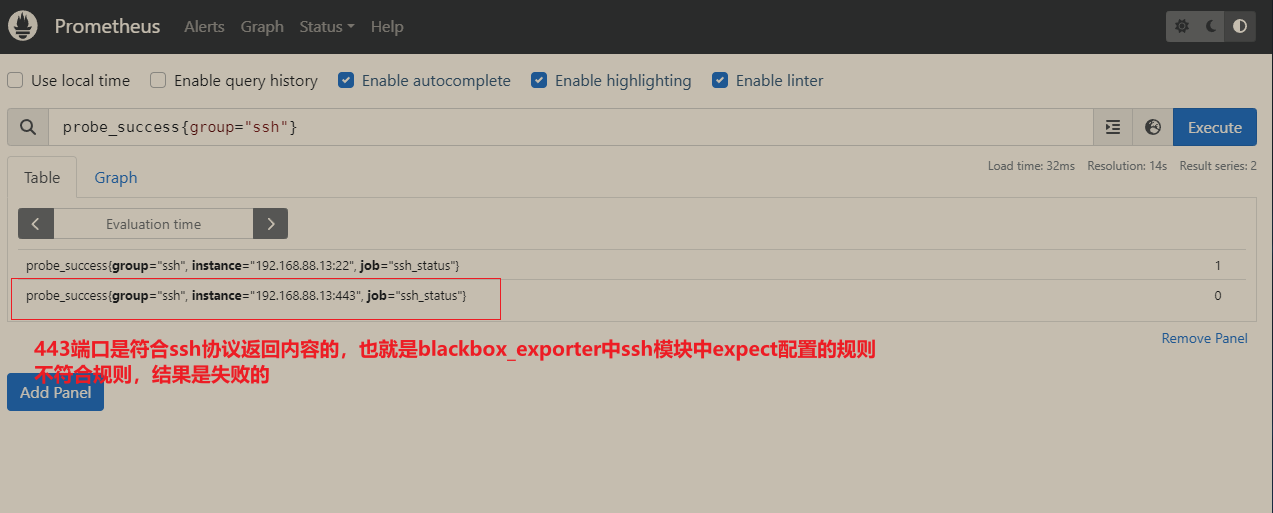 Prometheus Alerts Graph Status Help
Use local time Enable query history Enable autocomplete Enable highlighting Enable linter
probe_success{group="ssh"}
Execute
Load time: 32ms Resolution: 14s Result series: 2
Table Graph
Evaluation time
probe_success{group="ssh", instance="192.168.88.13:22", job="ssh_status"} 1
probe_success{group="ssh", instance="192.168.88.13:443", job="ssh_status"} 0
Remove Panel
443端口是符合ssh协议返回内容的，也就是blackbox_exporter中ssh模块中expect配置的规则
不符合规则，结果是失败的
Add Panel